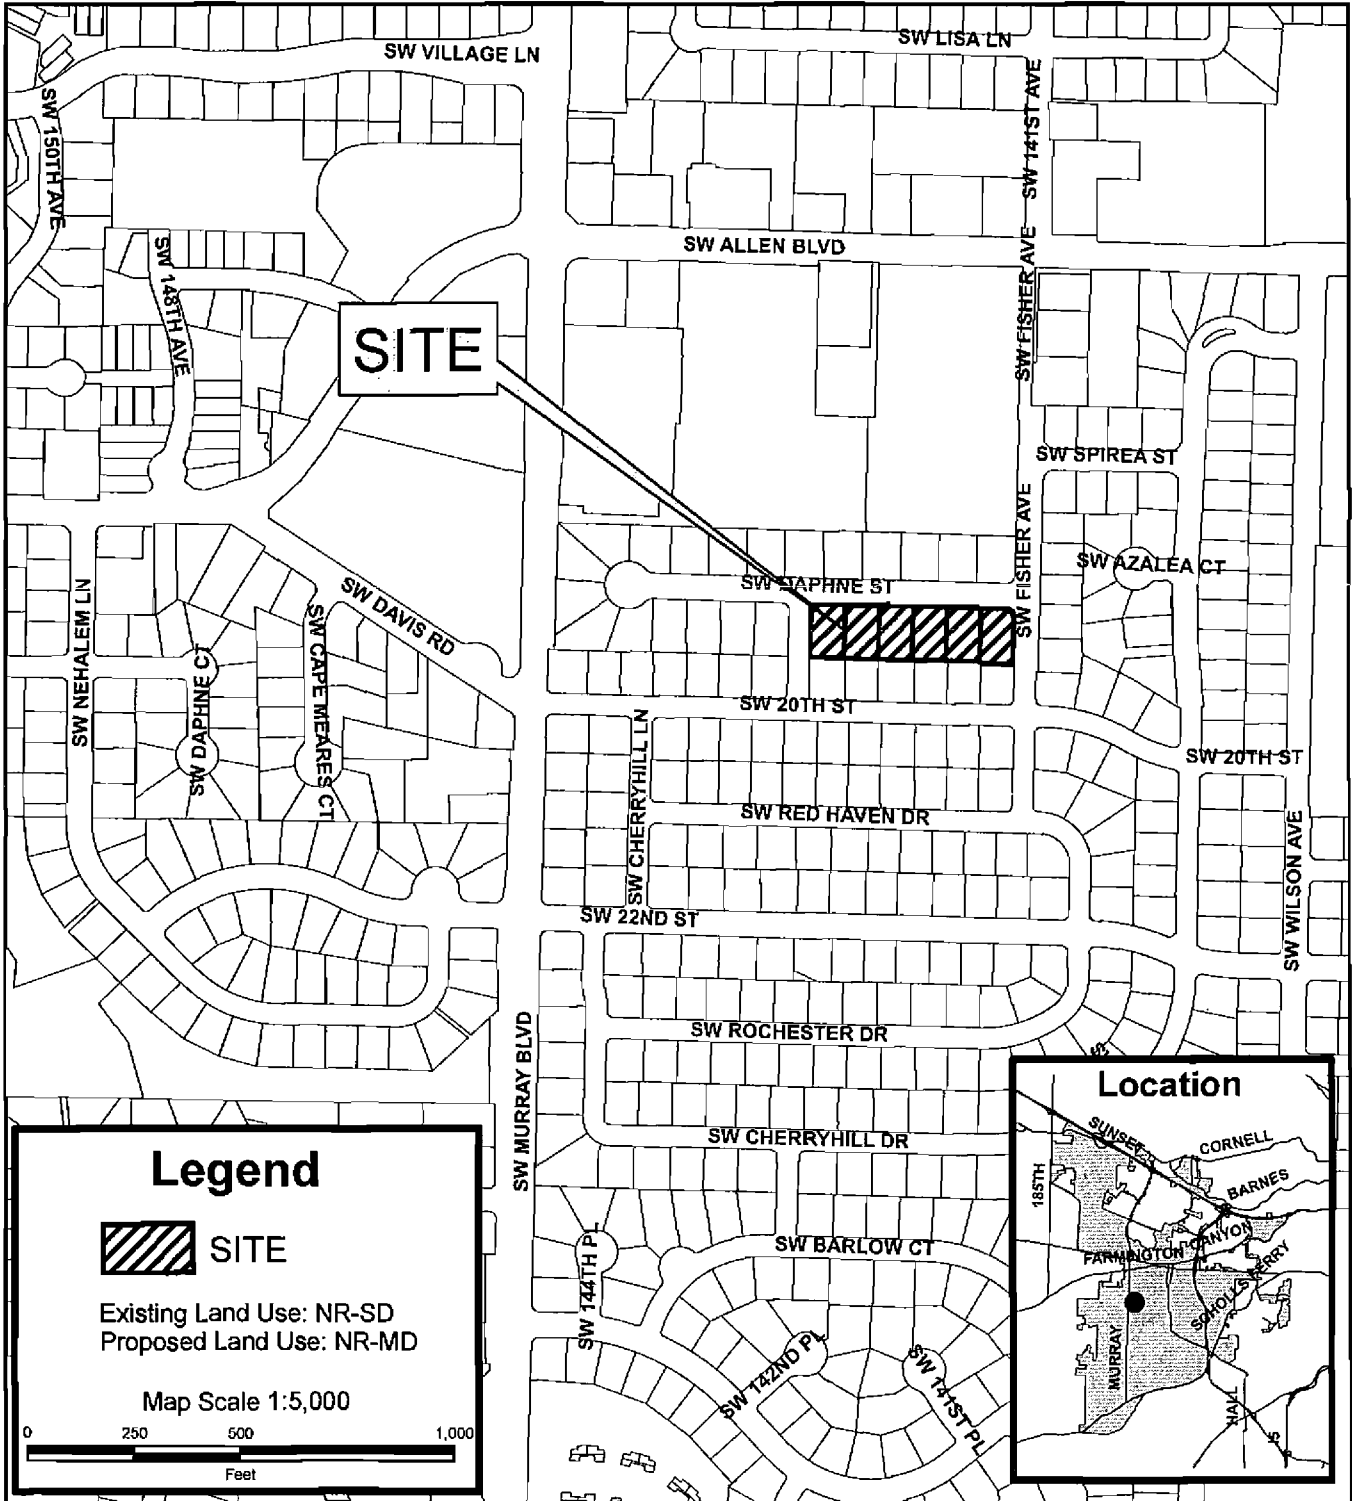 SW VILLAGE LN
SW LISA LN
SW 150TH AVE
SW 141ST AVE
SW ALLEN BLVD
SW 148TH AVE
SW FISHER AVE
SITE
SW SPIREA ST
SW FISHER AVE
SW AZALEA CT
SW DAPHNE ST
SW DAVIS RD
SW NEHALEM LN
SW DAPHNE CT
SW CAPE MEARES CT
SW 20TH ST
SW 20TH ST
SW CHERRYHILL LN
SW RED HAVEN DR
SW WILSON AVE
SW 22ND ST
SW ROCHESTER DR
SW MURRAY BLVD
SW CHERRYHILL DR
SW BARLOW CT
SW 144TH PL
SW 142ND PL
SW 141ST PL
Legend
SITE
Existing Land Use: NR-SD
Proposed Land Use: NR-MD
Map Scale 1:5,000
0 250 500 1,000
Feet
Location
SUNSET
CORNELL
185TH
BARNES
CANYON
FARMINGTON
SCHOLLS FERRY
MURRAY
HALL
I5